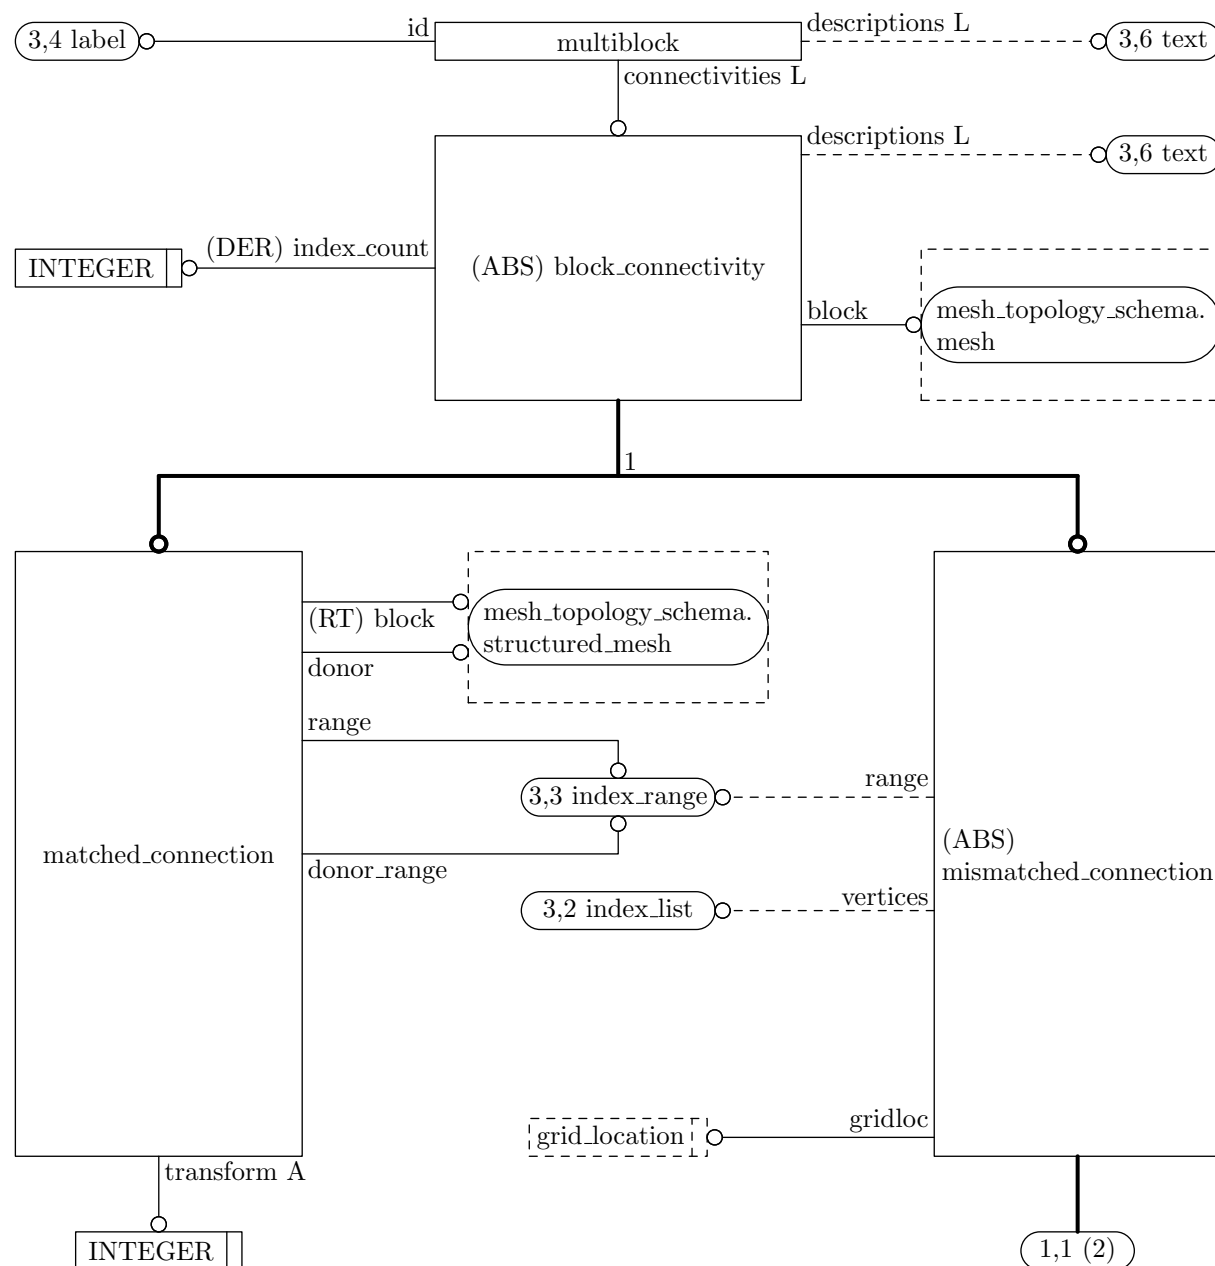 3,4 label
id
multiblock
descriptions L
3,6 text
connectivities L
descriptions L
3,6 text
INTEGER
(DER) index_count
(ABS) block_connectivity
block
mesh_topology_schema.
mesh
1
(RT) block
donor
mesh_topology_schema.
structured_mesh
range
3,3 index_range
range
matched_connection
donor_range
(ABS)
mismatched_connection
3,2 index_list
vertices
grid_location
gridloc
transform A
INTEGER
1,1 (2)